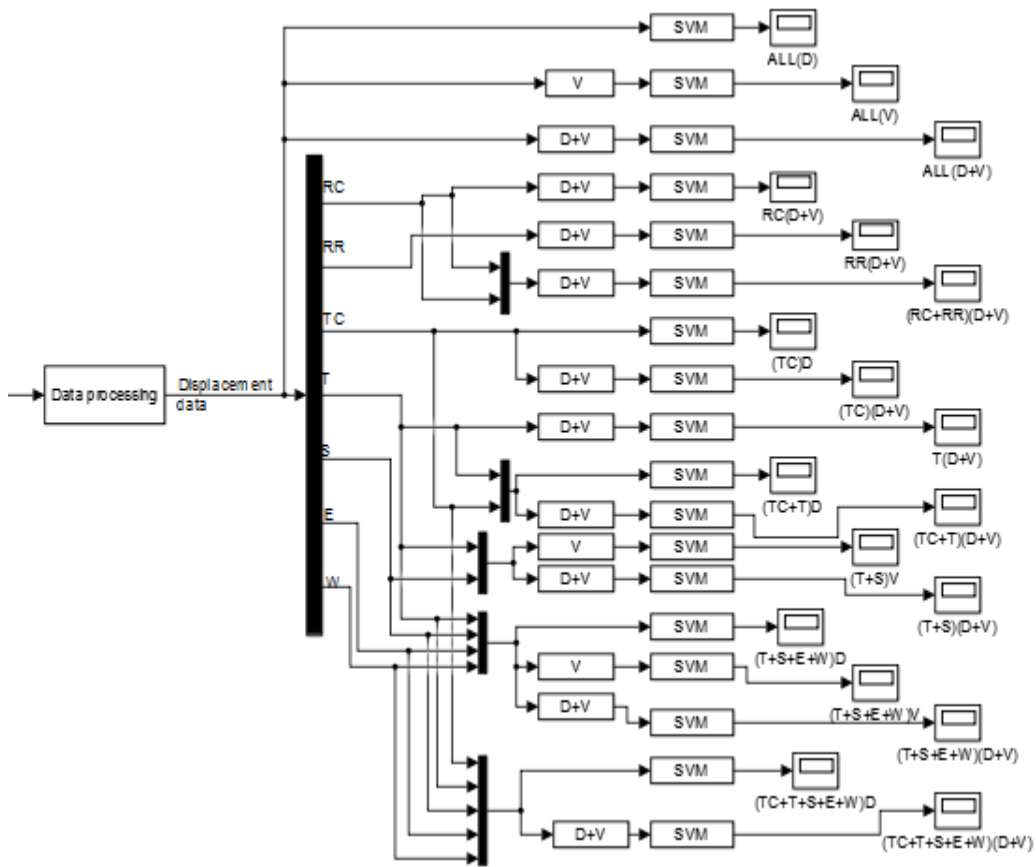 SVM
ALL(D)
V
SVM
ALL(V)
D+V
SVM
ALL(D+V)
RC
D+V
SVM
RC(D+V)
RR
D+V
SVM
RR(D+V)
D+V
SVM
(RC+RR)(D+V)
TC
SVM
(TC)D
Data processing
Displacement
data
T
D+V
SVM
(TC)(D+V)
D+V
SVM
T(D+V)
S
SVM
(TC+T)D
E
D+V
SVM
(TC+T)(D+V)
V
SVM
(T+S)V
W
D+V
SVM
(T+S)(D+V)
SVM
(T+S+E+W)D
V
SVM
(T+S+E+W)V
D+V
SVM
(T+S+E+W)(D+V)
SVM
(TC+T+S+E+W)D
D+V
SVM
(TC+T+S+E+W)(D+V)